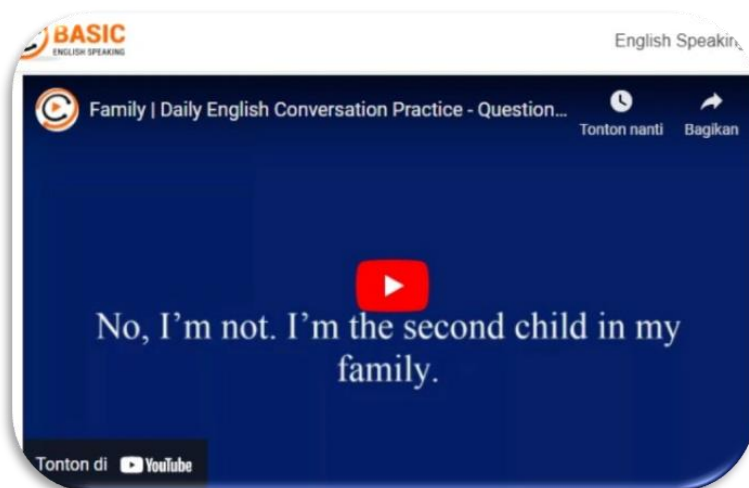 BASIC
ENGLISH SPEAKING
English Speaking
Family | Daily English Conversation Practice - Question...
Tonton nanti
Bagikan
No, I'm not. I'm the second child in my
family.
Tonton di YouTube